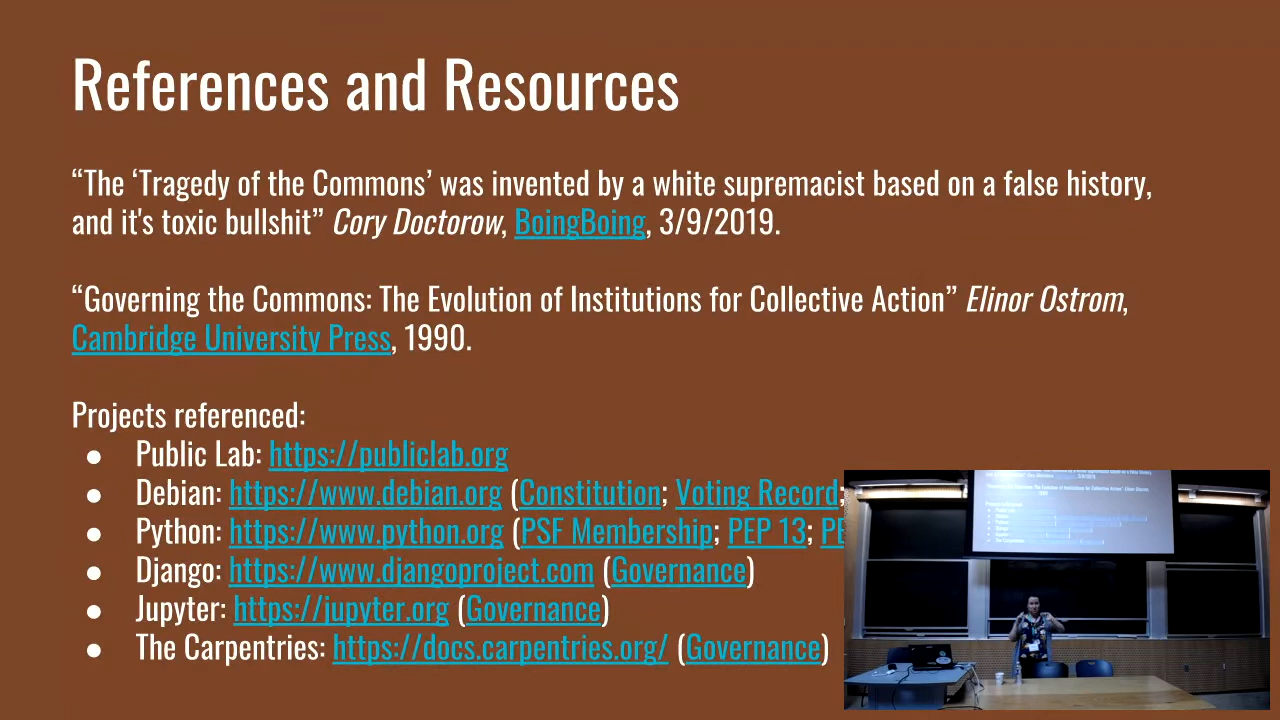 References and Resources
“The ‘Tragedy of the Commons’ was invented by a white supremacist based on a false history,
and it's toxic bullshit” Cory Doctorow, BoingBoing, 3/9/2019.
“Governing the Commons: The Evolution of Institutions for Collective Action” Elinor Ostrom,
Cambridge University Press, 1990.
Projects referenced:
● Public Lab: https://publiclab.org
● Debian: https://www.debian.org (Constitution; Voting Record;
● Python: https://www.python.org (PSF Membership; PEP 13;
● Django: https://www.djangoproject.com (Governance)
● Jupyter: https://jupyter.org (Governance)
● The Carpentries: https://docs.carpentries.org/ (Governance)